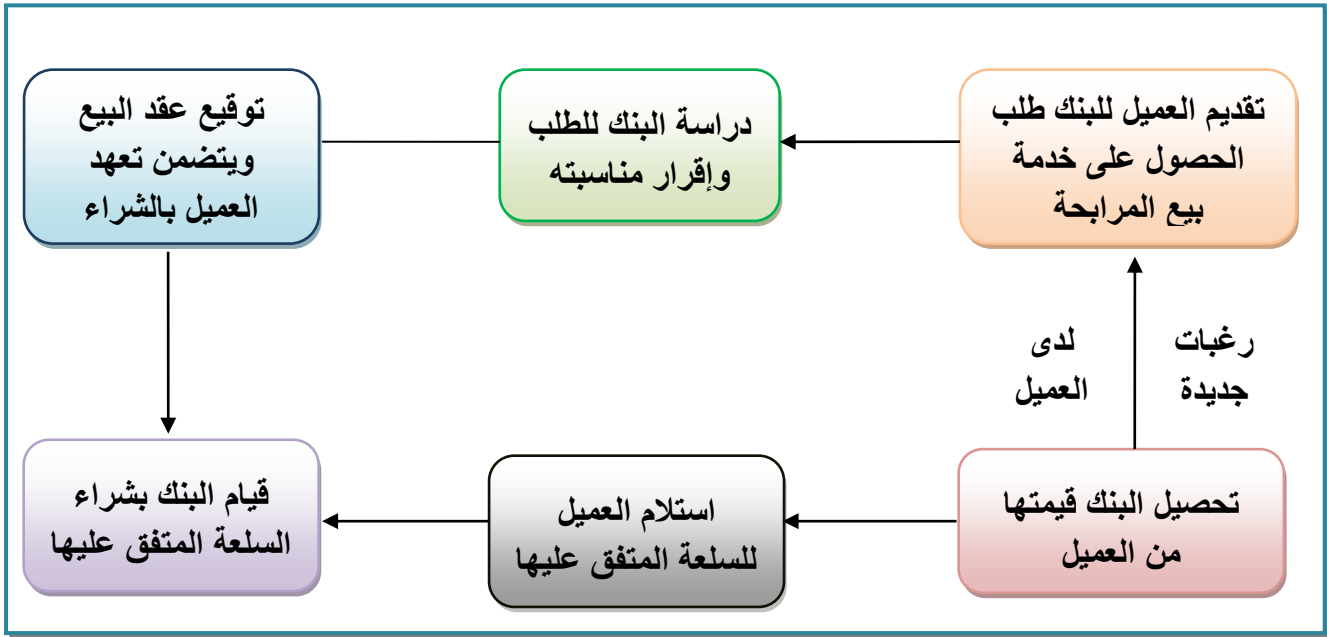 تقديم العميل للبنك طلب
الحصول على خدمة
بيع المرابحة
دراسة البنك للطلب
وإقرار مناسبته
توقيع عقد البيع
ويتضمن تعهد
العميل بالشراء
رغبات
جديدة
لدى
العميل
تحصيل البنك قيمتها
من العميل
استلام العميل
للسلعة المتفق عليها
قيام البنك بشراء
السلعة المتفق عليها